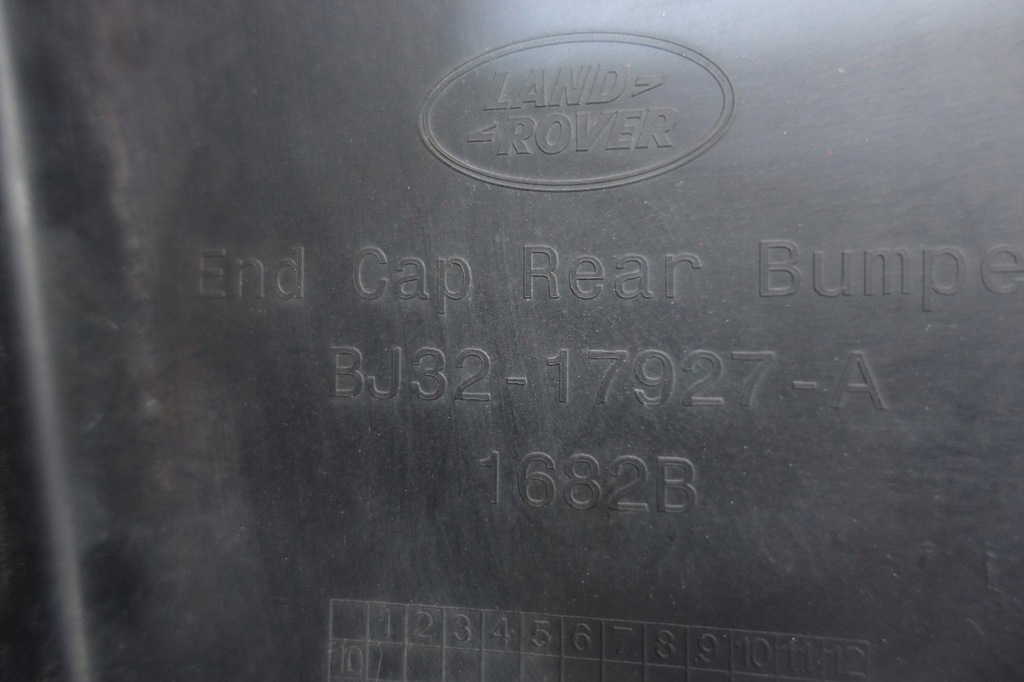 LAND
ROVER
End Cap Rear Bumpe
BJ32-17927-A
1682B
1 2 3 4 5 6 7 8 9 10 11 12
10